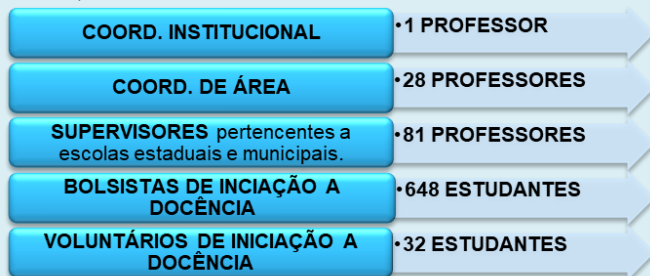 COORD. INSTITUCIONAL
•1 PROFESSOR
COORD. DE ÁREA
•28 PROFESSORES
SUPERVISORES pertencentes a
escolas estaduais e municipais.
•81 PROFESSORES
BOLSISTAS DE INCIAÇÃO A
DOCÊNCIA
•648 ESTUDANTES
VOLUNTÁRIOS DE INICIAÇÃO A
DOCÊNCIA
•32 ESTUDANTES